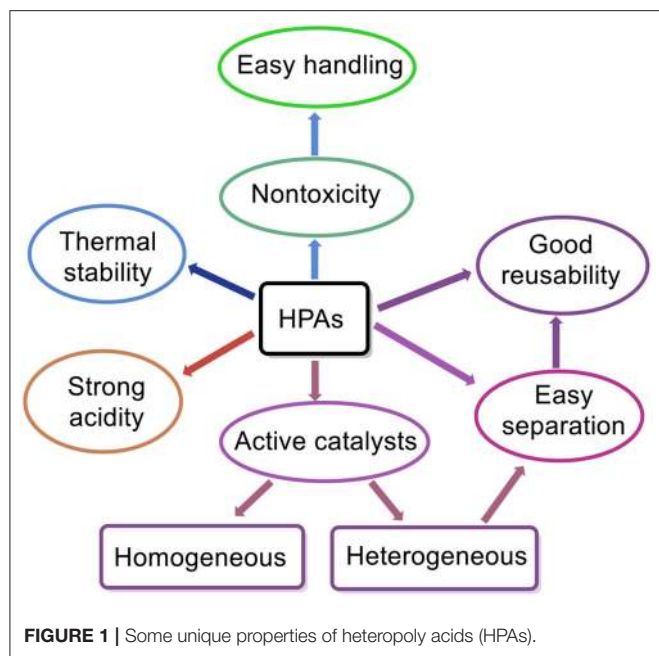 Easy handling
Nontoxicity
Thermal
stability
Good
reusability
HPAs
Strong
acidity
Easy
separation
Active catalysts
Homogeneous
Heterogeneous
FIGURE 1 | Some unique properties of heteropoly acids (HPAs).